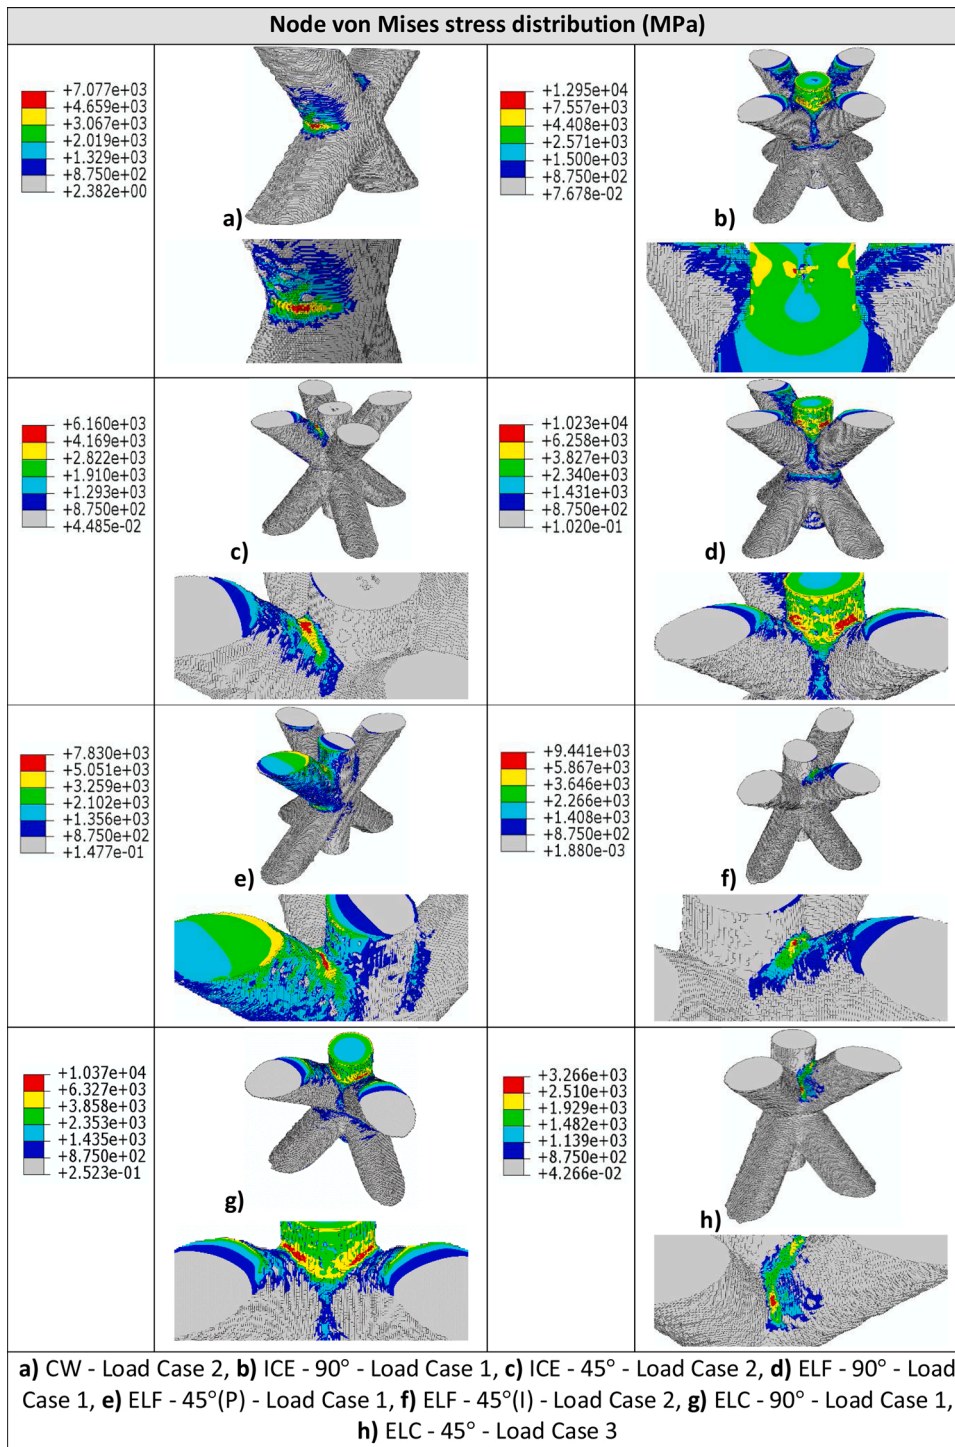 Node von Mises stress distribution (MPa)
+7.077e+03
+4.659e+03
+3.067e+03
+2.019e+03
+1.329e+03
+8.750e+02
+2.382e+00
a)
+1.295e+04
+7.557e+03
+4.408e+03
+2.571e+03
+1.500e+03
+8.750e+02
+7.678e-02
b)
+6.160e+03
+4.169e+03
+2.822e+03
+1.910e+03
+1.293e+03
+8.750e+02
+4.485e-02
c)
+1.023e+04
+6.258e+03
+3.827e+03
+2.340e+03
+1.431e+03
+8.750e+02
+1.020e-01
d)
+7.830e+03
+5.051e+03
+3.259e+03
+2.102e+03
+1.356e+03
+8.750e+02
+1.477e-01
e)
+9.441e+03
+5.867e+03
+3.646e+03
+2.266e+03
+1.408e+03
+8.750e+02
+1.880e-03
f)
+1.037e+04
+6.327e+03
+3.858e+03
+2.353e+03
+1.435e+03
+8.750e+02
+2.523e-01
g)
+3.266e+03
+2.510e+03
+1.929e+03
+1.482e+03
+1.139e+03
+8.750e+02
+4.266e-02
h)
a) CW - Load Case 2, b) ICE - 90° - Load Case 1, c) ICE - 45° - Load Case 2, d) ELF - 90° - Load
Case 1, e) ELF - 45°(P) - Load Case 1, f) ELF - 45°(I) - Load Case 2, g) ELC - 90° - Load Case 1,
h) ELC - 45° - Load Case 3